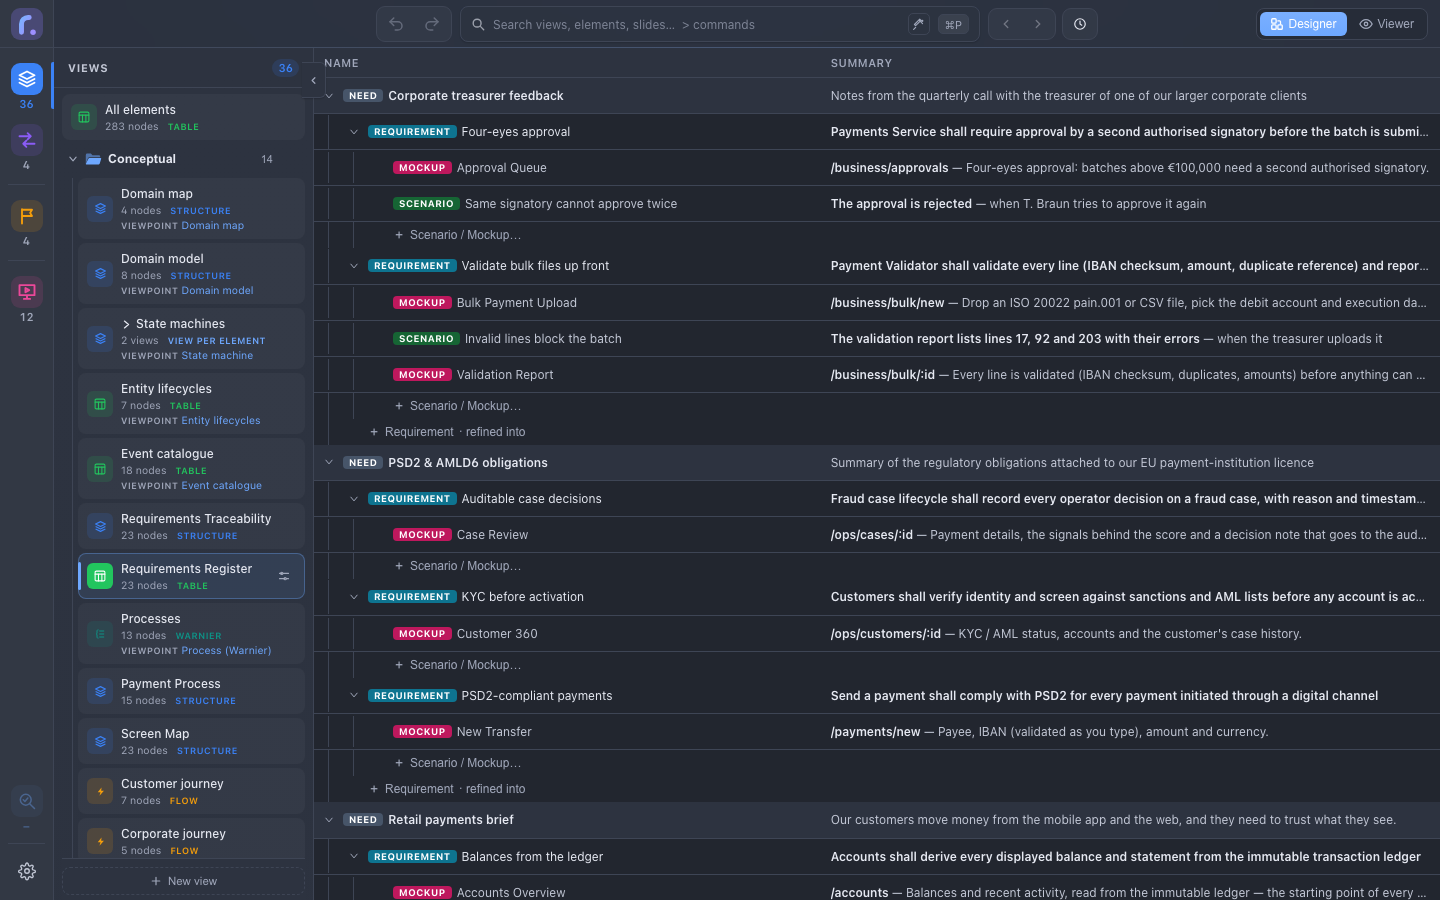 r.
Search views, elements, slides... > commands
⌘P
Designer
Viewer
36
4
4
12
–
VIEWS
36
All elements
283 nodes TABLE
Conceptual 14
Domain map
4 nodes STRUCTURE
VIEWPOINT Domain map
Domain model
8 nodes STRUCTURE
VIEWPOINT Domain model
State machines
2 views VIEW PER ELEMENT
VIEWPOINT State machine
Entity lifecycles
7 nodes TABLE
VIEWPOINT Entity lifecycles
Event catalogue
18 nodes TABLE
VIEWPOINT Event catalogue
Requirements Traceability
23 nodes STRUCTURE
Requirements Register
23 nodes TABLE
Processes
13 nodes WARNIER
VIEWPOINT Process (Warnier)
Payment Process
15 nodes STRUCTURE
Screen Map
23 nodes STRUCTURE
Customer journey
7 nodes FLOW
Corporate journey
5 nodes FLOW
+ New view
NAME SUMMARY
NEED Corporate treasurer feedback Notes from the quarterly call with the treasurer of one of our larger corporate clients
REQUIREMENT Four-eyes approval Payments Service shall require approval by a second authorised signatory before the batch is submi...
MOCKUP Approval Queue /business/approvals — Four-eyes approval: batches above €100,000 need a second authorised signatory.
SCENARIO Same signatory cannot approve twice The approval is rejected — when T. Braun tries to approve it again
+ Scenario / Mockup...
REQUIREMENT Validate bulk files up front Payment Validator shall validate every line (IBAN checksum, amount, duplicate reference) and repor...
MOCKUP Bulk Payment Upload /business/bulk/new — Drop an ISO 20022 pain.001 or CSV file, pick the debit account and execution da...
SCENARIO Invalid lines block the batch The validation report lists lines 17, 92 and 203 with their errors — when the treasurer uploads it
MOCKUP Validation Report /business/bulk/:id — Every line is validated (IBAN checksum, duplicates, amounts) before anything can ...
+ Scenario / Mockup...
+ Requirement · refined into
NEED PSD2 & AMLD6 obligations Summary of the regulatory obligations attached to our EU payment-institution licence
REQUIREMENT Auditable case decisions Fraud case lifecycle shall record every operator decision on a fraud case, with reason and timestam...
MOCKUP Case Review /ops/cases/:id — Payment details, the signals behind the score and a decision note that goes to the aud...
+ Scenario / Mockup...
REQUIREMENT KYC before activation Customers shall verify identity and screen against sanctions and AML lists before any account is ac...
MOCKUP Customer 360 /ops/customers/:id — KYC / AML status, accounts and the customer's case history.
+ Scenario / Mockup...
REQUIREMENT PSD2-compliant payments Send a payment shall comply with PSD2 for every payment initiated through a digital channel
MOCKUP New Transfer /payments/new — Payee, IBAN (validated as you type), amount and currency.
+ Scenario / Mockup...
+ Requirement · refined into
NEED Retail payments brief Our customers move money from the mobile app and the web, and they need to trust what they see.
REQUIREMENT Balances from the ledger Accounts shall derive every displayed balance and statement from the immutable transaction ledger
MOCKUP Accounts Overview /accounts — Balances and recent activity, read from the immutable ledger — the starting point of every ...